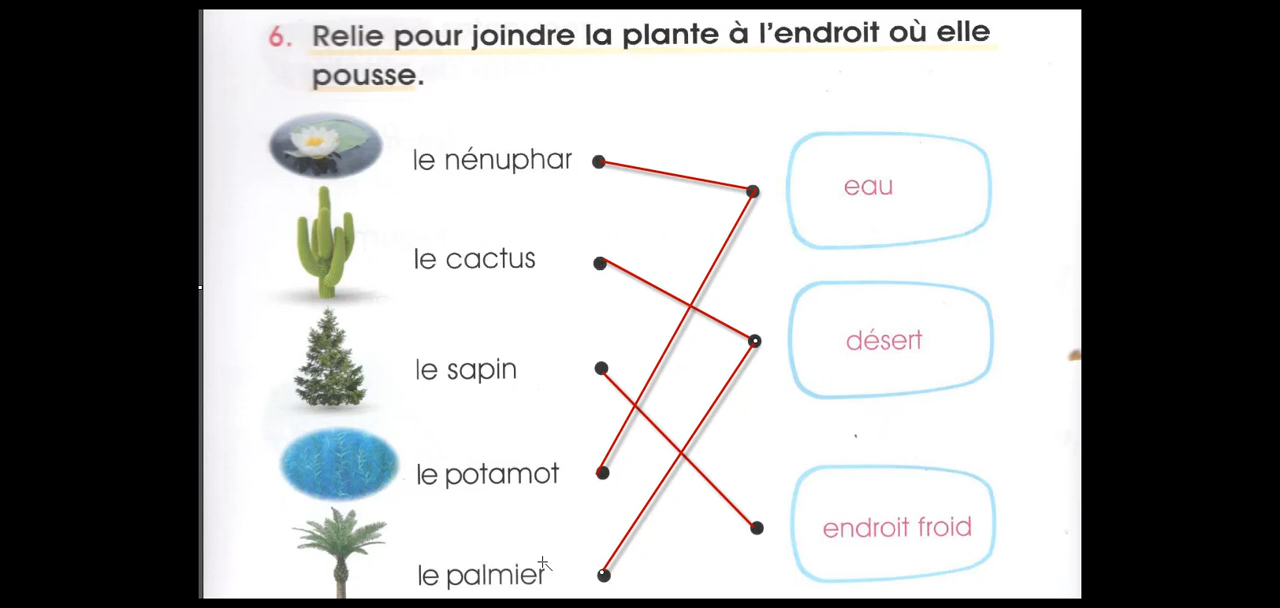 6. Relie pour joindre la plante à l'endroit où elle
pousse.
le nénuphar
eau
le cactus
désert
le sapin
le potamot
endroit froid
le palmier